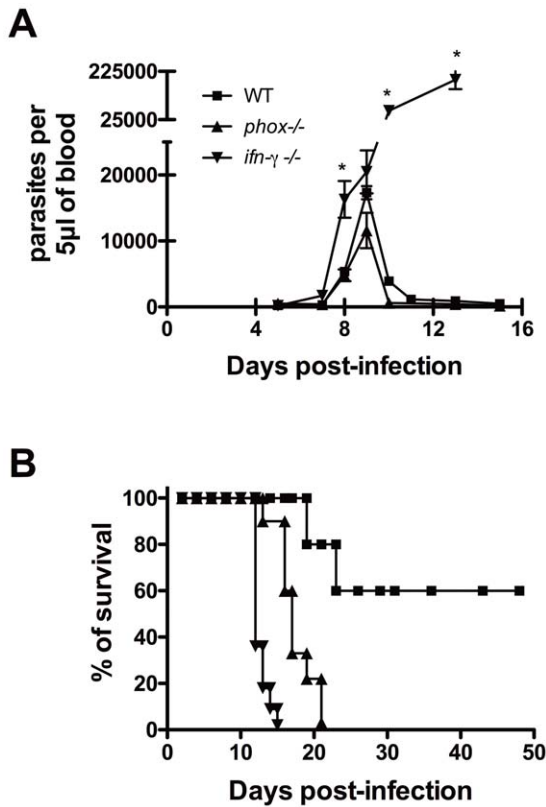 A
225000
25000
20000
10000
0
parasites per
5µl of blood
WT
phox-/-
ifn-γ -/-
*
*
*
0 4 8 12 16
Days post-infection
B
100
80
60
40
20
0
% of survival
0 10 20 30 40 50
Days post-infection